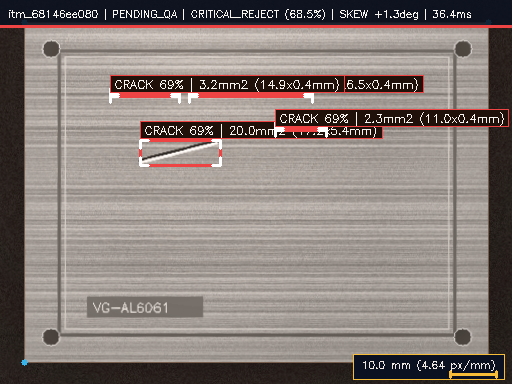 itm_68146ee080 | PENDING_QA | CRITICAL_REJECT (68.5%) | SKEW +1.3deg | 36.4ms
CRACK 69% | 3.2mm2 (14.9x0.4mm) 6.5x0.4mm)
CRACK 69% | 2.3mm2 (11.0x0.4mm)
CRACK 69% | 20.0mm2 5.4mm)
VG-AL6061
10.0 mm (4.64 px/mm)